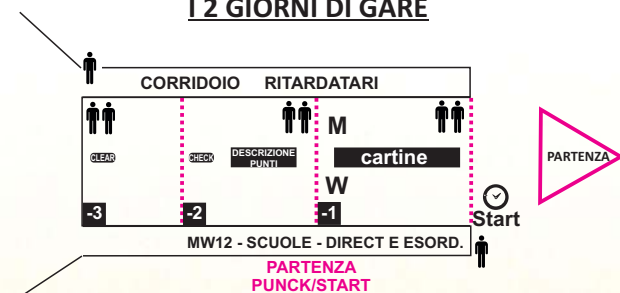 I 2 GIORNI DI GARE
CORRIDOIO RITARDATARI
M
CLEAR
CHECK
DESCRIZIONE
PUNTI
cartine
PARTENZA
W
-3
-2
-1
Start
MW12 - SCUOLE - DIRECT E ESORD.
PARTENZA
PUNCK/START